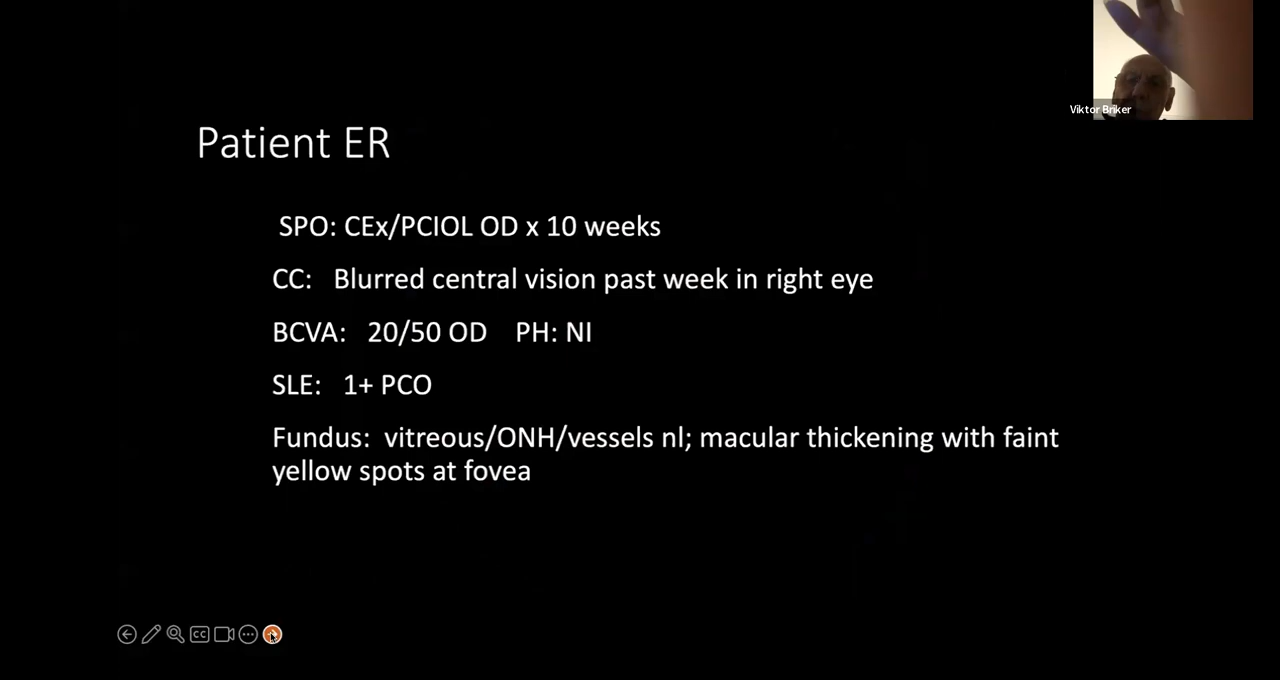 Viktor Briker
Patient ER
SPO: CEx/PCIOL OD x 10 weeks
CC: Blurred central vision past week in right eye
BCVA: 20/50 OD PH: NI
SLE: 1+ PCO
Fundus: vitreous/ONH/vessels nl; macular thickening with faint
yellow spots at fovea
CC